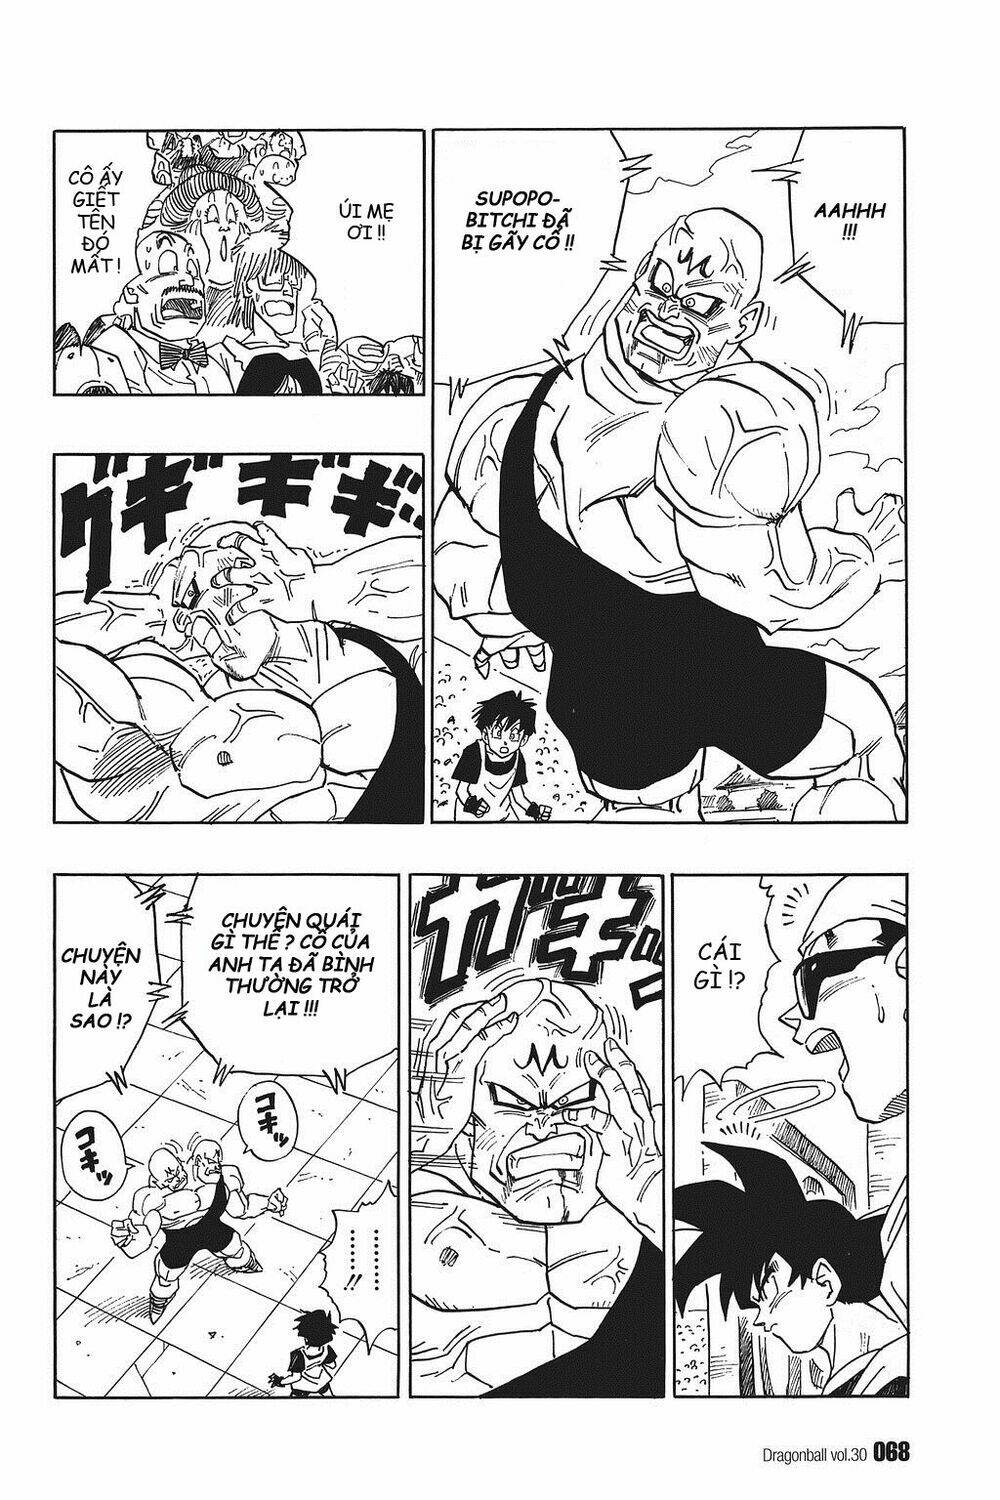 AAHHH
!!!
SUPOPO-
BITCHI ĐÃ
BỊ GÃY CỔ !!
ÚI MẸ
ƠI !!
CÔ ẤY
GIẾT
TÊN
ĐÓ
MẤT !
グギギギ...
CÁI
GÌ !?
CHUYỆN QUÁI
GÌ THẾ ? CỔ CỦA
ANH TA ĐÃ BÌNH
THƯỜNG TRỞ
LẠI !!!
CHUYỆN
NÀY
LÀ
SAO !?
コキッ
コキッ
........
........!!
Dragonball vol.30 068